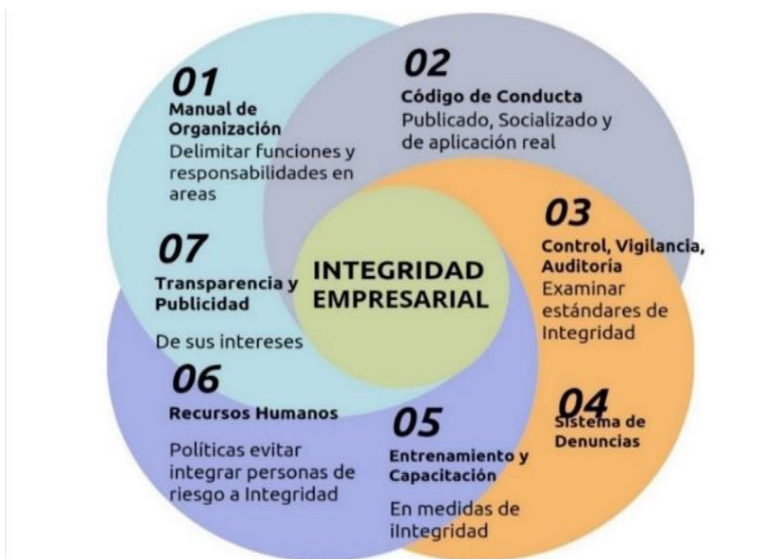 01
Manual de
Organización
Delimitar funciones y
responsabilidades en
areas
02
Código de Conducta
Publicado, Socializado y
de aplicación real
03
Control, Vigilancia,
Auditoría
Examinar
estándares de
Integridad
04
Sistema de
Denuncias
05
Entrenamiento y
Capacitación
En medidas de
iIntegridad
06
Recursos Humanos
Políticas evitar
integrar personas de
riesgo a Integridad
07
Transparencia y
Publicidad
De sus intereses
INTEGRIDAD
EMPRESARIAL